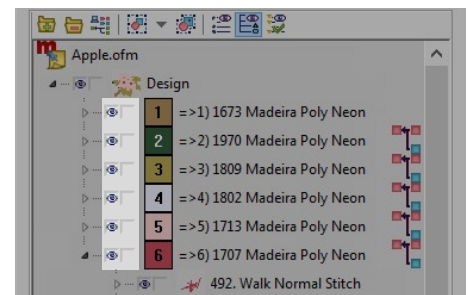 Apple.ofm
Design
1 =>1) 1673 Madeira Poly Neon
2 =>2) 1970 Madeira Poly Neon
3 =>3) 1809 Madeira Poly Neon
4 =>4) 1802 Madeira Poly Neon
5 =>5) 1713 Madeira Poly Neon
6 =>6) 1707 Madeira Poly Neon
492. Walk Normal Stitch